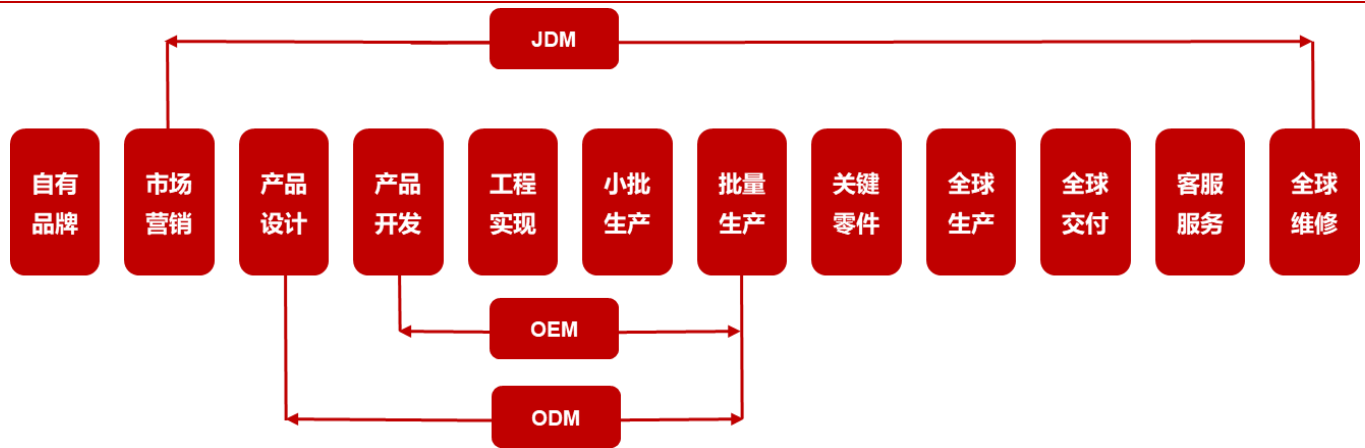 JDM
自有
品牌
市场
营销
产品
设计
产品
开发
工程
实现
小批
生产
批量
生产
关键
零件
全球
生产
全球
交付
客服
服务
全球
维修
OEM
ODM